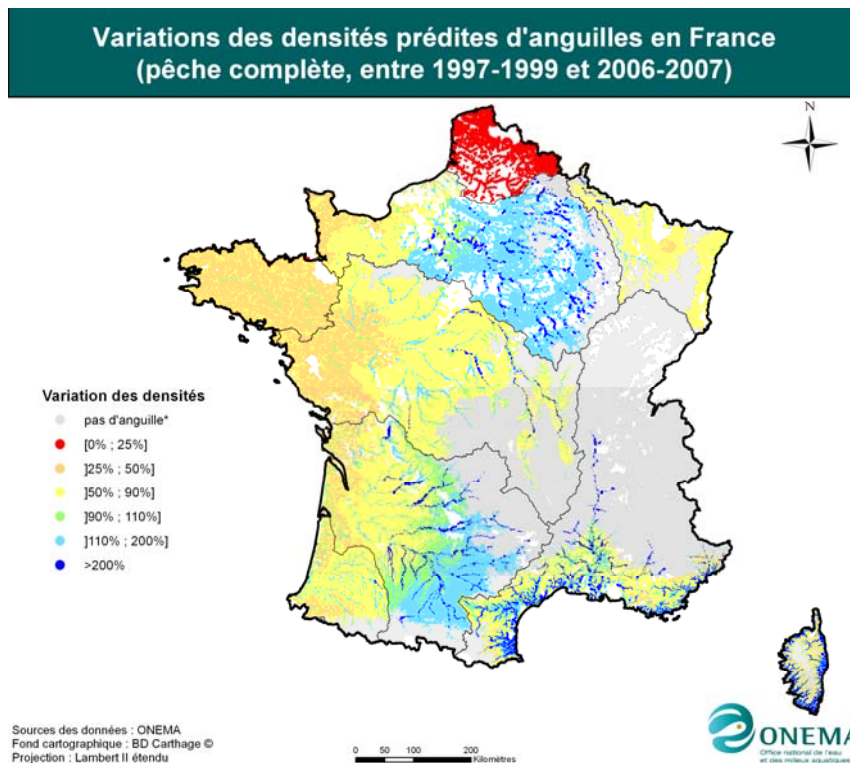 Variations des densités prédites d'anguilles en France
(pêche complète, entre 1997-1999 et 2006-2007)
N
Variation des densités
pas d'anguille*
[0% ; 25%]
]25% ; 50%]
]50% ; 90%]
]90% ; 110%]
]110% ; 200%]
>200%
Sources des données : ONEMA
Fond cartographique : BD Carthage ©
Projection : Lambert II étendu
0 50 100 200
Kilomètres
ONEMA
Office national de l'eau
et des milieux aquatiques